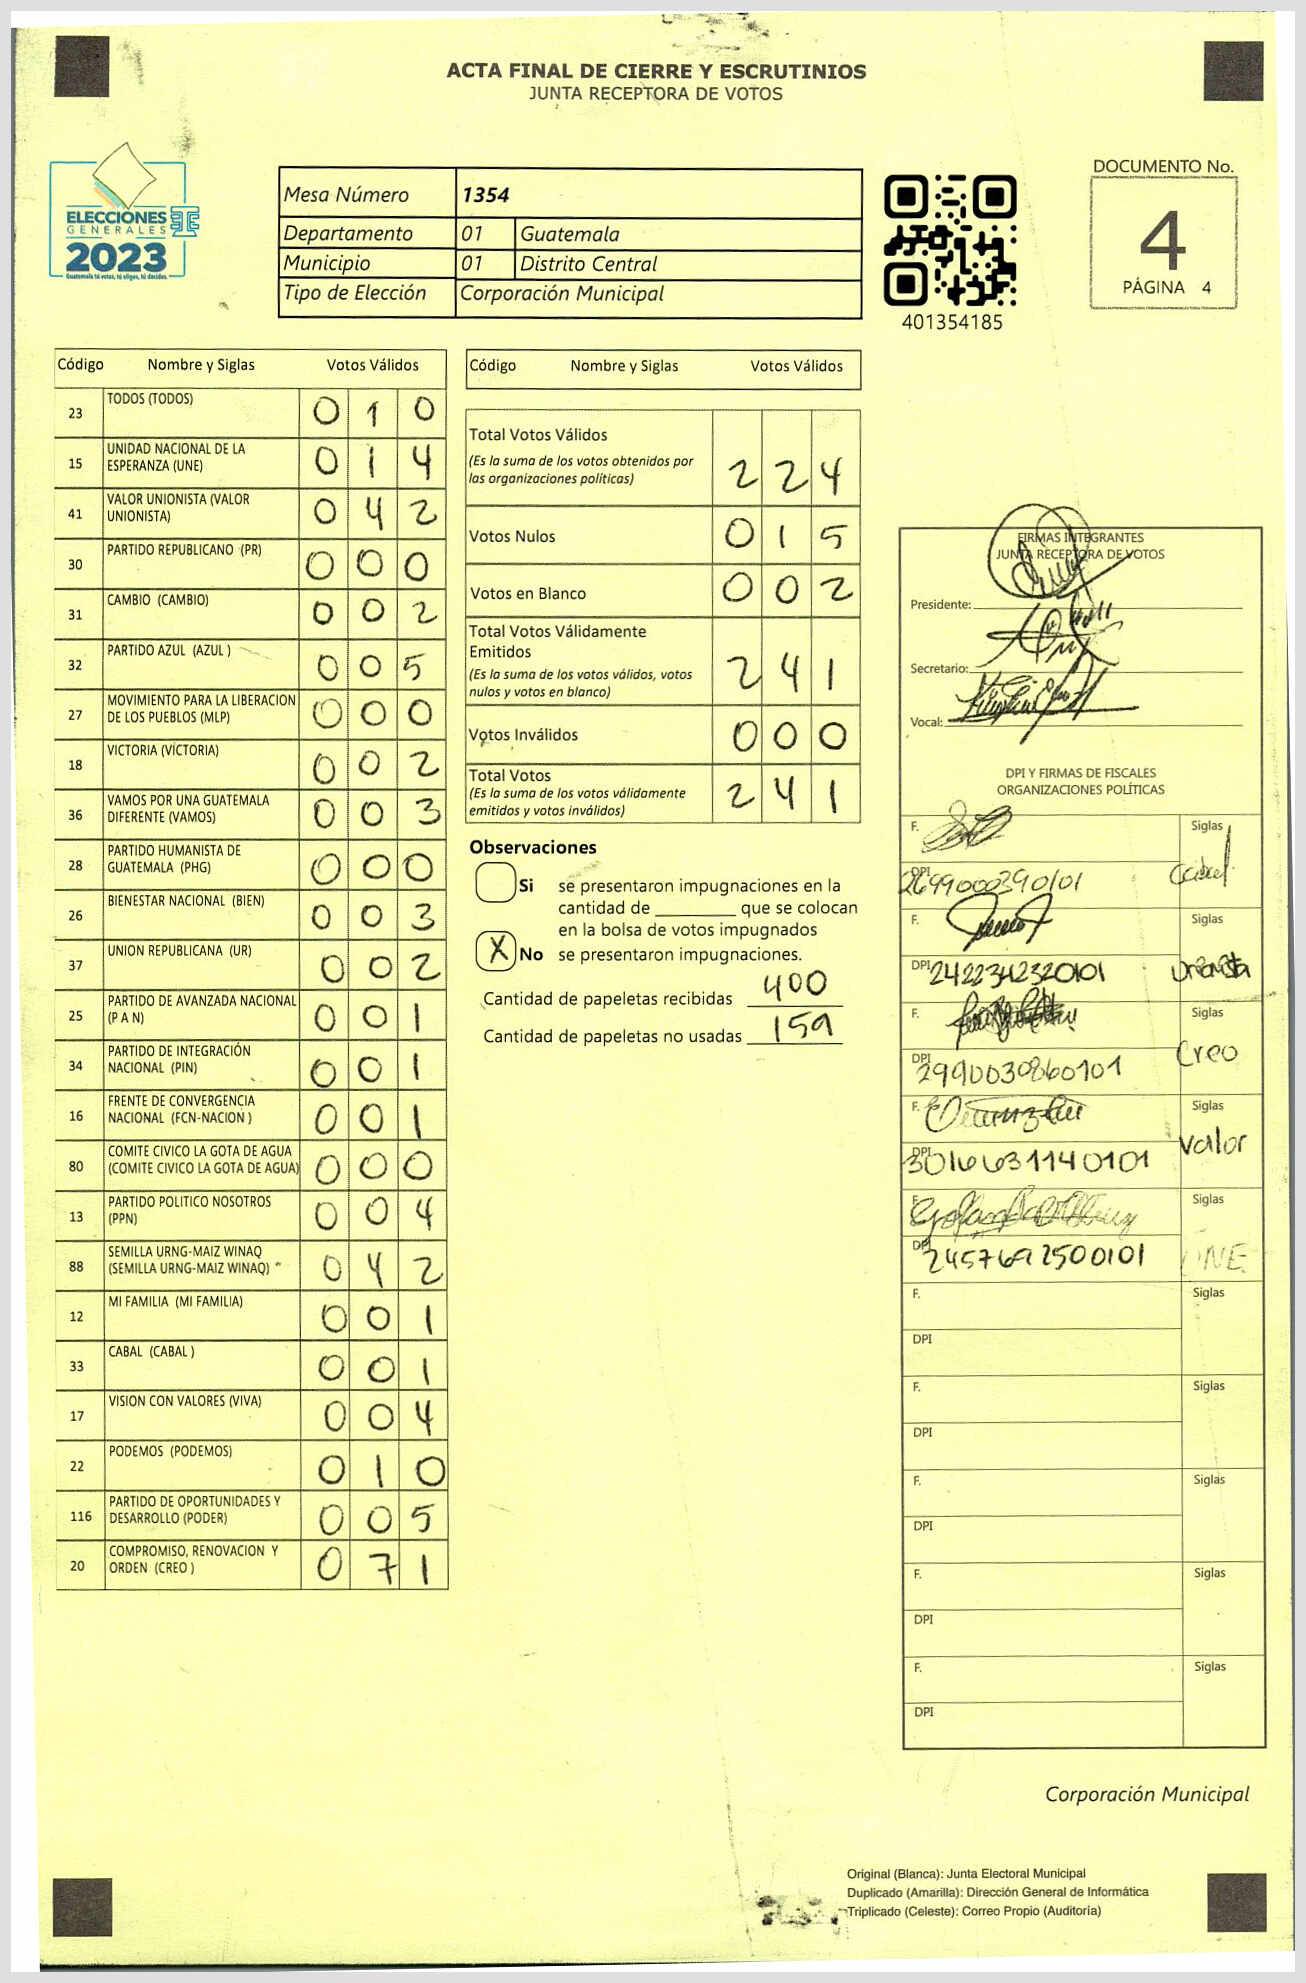 ACTA FINAL DE CIERRE Y ESCRUTINIOS
JUNTA RECEPTORA DE VOTOS
ELECCIONES
GENERALES
2023
Guatemala tú votas, tú eliges, tú decides.
Mesa Número 1354
Departamento 01 Guatemala
Municipio 01 Distrito Central
Tipo de Elección Corporación Municipal
401354185
DOCUMENTO No.
4
PÁGINA 4
Código Nombre y Siglas Votos Válidos
23 TODOS (TODOS) 0 1 0
15 UNIDAD NACIONAL DE LA
ESPERANZA (UNE) 0 1 4
41 VALOR UNIONISTA (VALOR
UNIONISTA) 0 4 2
30 PARTIDO REPUBLICANO (PR) 0 0 0
31 CAMBIO (CAMBIO) 0 0 2
32 PARTIDO AZUL (AZUL ) 0 0 5
27 MOVIMIENTO PARA LA LIBERACION
DE LOS PUEBLOS (MLP) 0 0 0
18 VICTORIA (VICTORIA) 0 0 2
36 VAMOS POR UNA GUATEMALA
DIFERENTE (VAMOS) 0 0 3
28 PARTIDO HUMANISTA DE
GUATEMALA (PHG) 0 0 0
26 BIENESTAR NACIONAL (BIEN) 0 0 3
37 UNION REPUBLICANA (UR) 0 0 2
25 PARTIDO DE AVANZADA NACIONAL
(P A N) 0 0 1
34 PARTIDO DE INTEGRACIÓN
NACIONAL (PIN) 0 0 1
16 FRENTE DE CONVERGENCIA
NACIONAL (FCN-NACION ) 0 0 1
80 COMITE CIVICO LA GOTA DE AGUA
(COMITE CIVICO LA GOTA DE AGUA) 0 0 0
13 PARTIDO POLITICO NOSOTROS
(PPN) 0 0 4
88 SEMILLA URNG-MAIZ WINAQ
(SEMILLA URNG-MAIZ WINAQ) 0 4 2
12 MI FAMILIA (MI FAMILIA) 0 0 1
33 CABAL (CABAL ) 0 0 1
17 VISION CON VALORES (VIVA) 0 0 4
22 PODEMOS (PODEMOS) 0 1 0
116 PARTIDO DE OPORTUNIDADES Y
DESARROLLO (PODER) 0 0 5
20 COMPROMISO, RENOVACION Y
ORDEN (CREO ) 0 7 1
Código Nombre y Siglas Votos Válidos
Total Votos Válidos
(Es la suma de los votos obtenidos por
las organizaciones políticas) 2 2 4
Votos Nulos 0 1 5
Votos en Blanco 0 0 2
Total Votos Válidamente
Emitidos
(Es la suma de los votos válidos, votos
nulos y votos en blanco) 2 4 1
Votos Inválidos 0 0 0
Total Votos
(Es la suma de los votos válidamente
emitidos y votos inválidos) 2 4 1
Observaciones
Si se presentaron impugnaciones en la
cantidad de ________ que se colocan
en la bolsa de votos impugnados
X No se presentaron impugnaciones.
Cantidad de papeletas recibidas 400
Cantidad de papeletas no usadas 159
FIRMAS INTEGRANTES
JUNTA RECEPTORA DE VOTOS
Presidente:
Secretario:
Vocal:
DPI Y FIRMAS DE FISCALES
ORGANIZACIONES POLÍTICAS
F. Siglas
DPI 2699000390101
F. Siglas
DPI 2422342320101 Unionista
F. Siglas
DPI 2990030860101 Creo
F. Siglas
DPI 3016631140101 valor
F. Siglas
DPI 2457692500101 UNE
F. Siglas
DPI
F. Siglas
DPI
F. Siglas
DPI
F. Siglas
DPI
F. Siglas
DPI
Corporación Municipal
Original (Blanca): Junta Electoral Municipal
Duplicado (Amarilla): Dirección General de Informática
Triplicado (Celeste): Correo Propio (Auditoría)